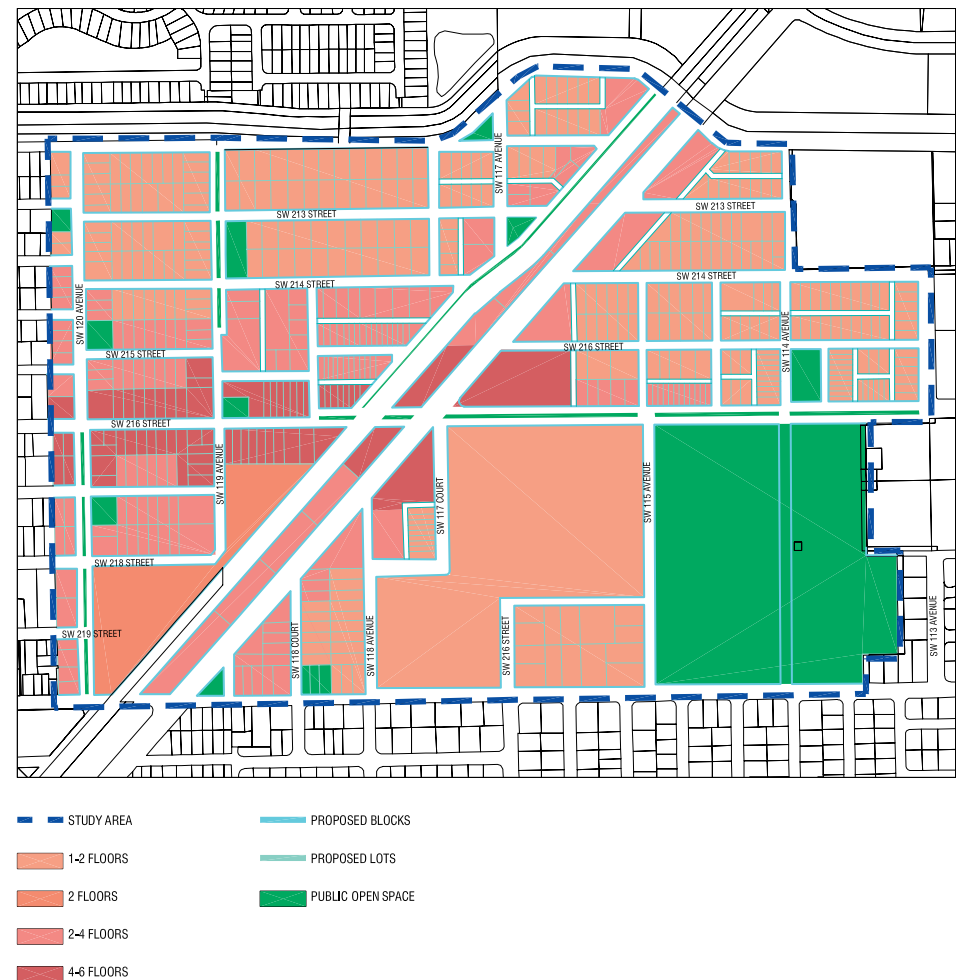 SW 117 AVENUE
SW 213 STREET
SW 213 STREET
SW 214 STREET
SW 214 STREET
SW 120 AVENUE
SW 114 AVENUE
SW 215 STREET
SW 216 STREET
SW 216 STREET
SW 119 AVENUE
SW 117 COURT
SW 115 AVENUE
SW 218 STREET
SW 219 STREET
SW 118 COURT
SW 118 AVENUE
SW 216 STREET
SW 113 AVENUE
STUDY AREA
PROPOSED BLOCKS
1-2 FLOORS
PROPOSED LOTS
2 FLOORS
PUBLIC OPEN SPACE
2-4 FLOORS
4-6 FLOORS